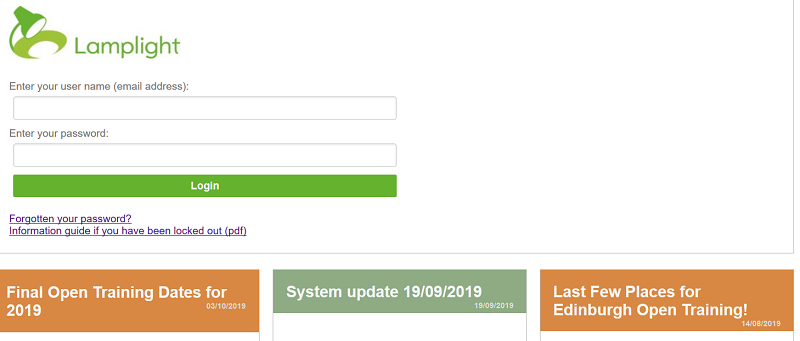 Lamplight
Enter your user name (email address):
Enter your password:
Login
Forgotten your password?
Information guide if you have been locked out (pdf)
Final Open Training Dates for
2019
03/10/2019
System update 19/09/2019
19/09/2019
Last Few Places for
Edinburgh Open Training!
14/08/2019